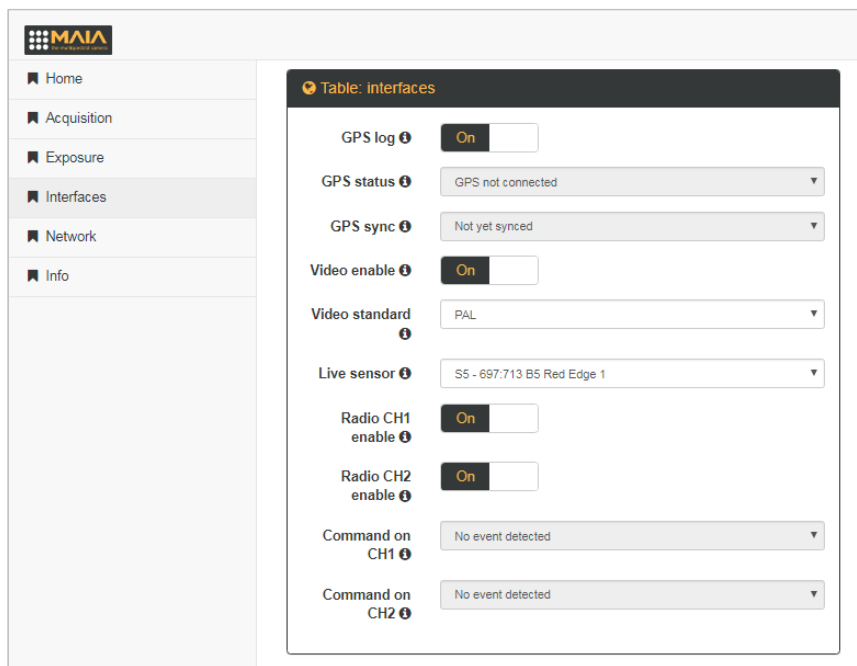 MAIA
the multispectral camera
Home
Acquisition
Exposure
Interfaces
Network
Info
Table: interfaces
GPS log
On
GPS status
GPS not connected
GPS sync
Not yet synced
Video enable
On
Video standard
PAL
Live sensor
S5 - 697:713 B5 Red Edge 1
Radio CH1
enable
On
Radio CH2
enable
On
Command on
CH1
No event detected
Command on
CH2
No event detected